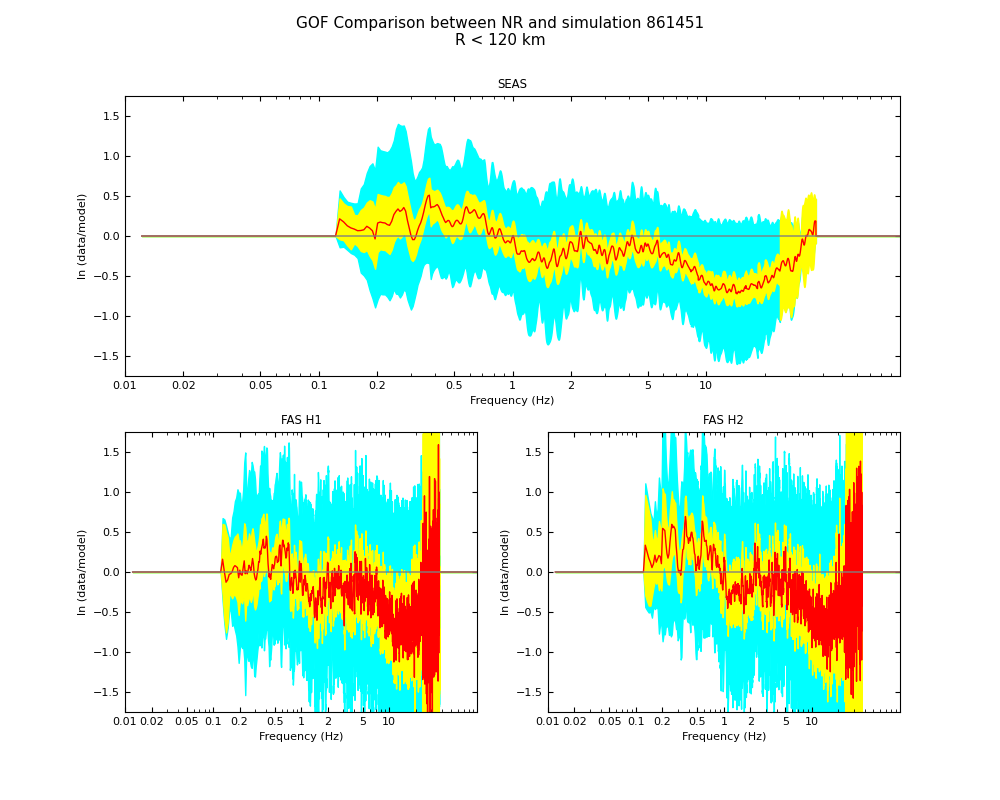 GOF Comparison between NR and simulation 861451
R < 120 km
SEAS
ln (data/model)
1.5
1.0
0.5
0.0
−0.5
−1.0
−1.5
0.01 0.02 0.05 0.1 0.2 0.5 1 2 5 10
Frequency (Hz)
FAS H1
ln (data/model)
1.5
1.0
0.5
0.0
−0.5
−1.0
−1.5
0.01 0.02 0.05 0.1 0.2 0.5 1 2 5 10
Frequency (Hz)
FAS H2
ln (data/model)
1.5
1.0
0.5
0.0
−0.5
−1.0
−1.5
0.01 0.02 0.05 0.1 0.2 0.5 1 2 5 10
Frequency (Hz)